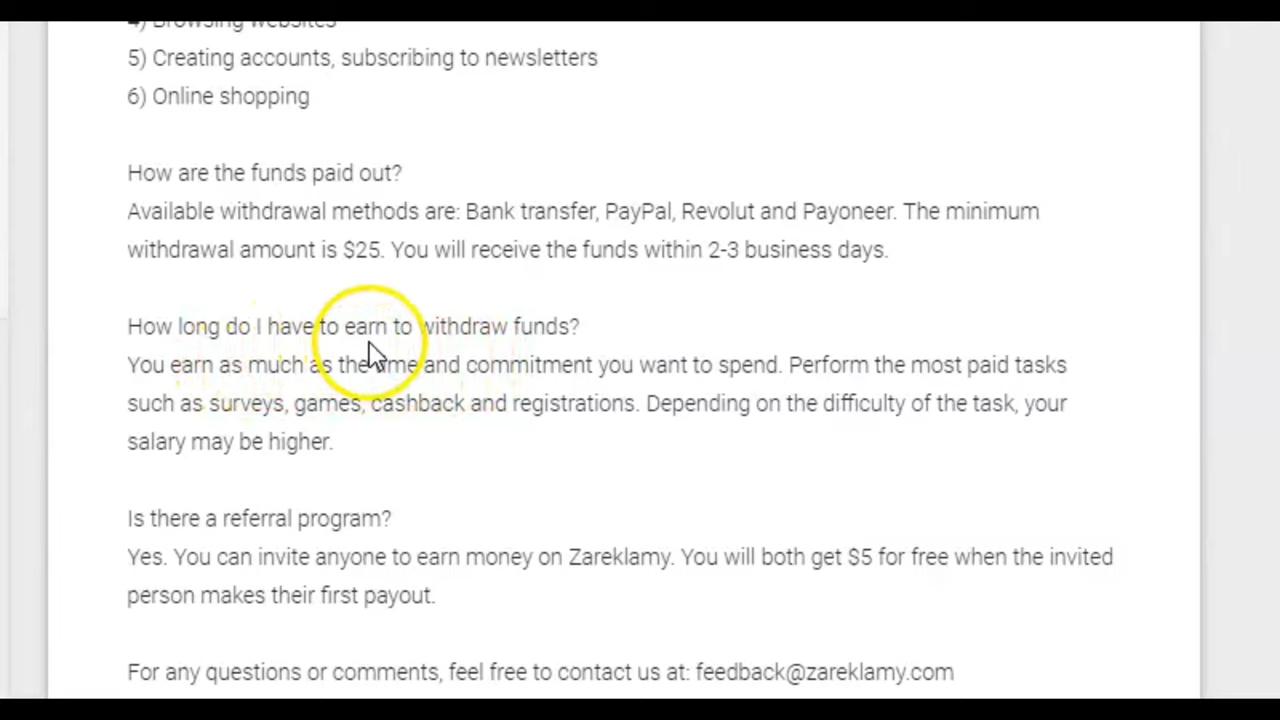 4) Browsing websites
5) Creating accounts, subscribing to newsletters
6) Online shopping
How are the funds paid out?
Available withdrawal methods are: Bank transfer, PayPal, Revolut and Payoneer. The minimum
withdrawal amount is $25. You will receive the funds within 2-3 business days.
How long do I have to earn to withdraw funds?
You earn as much as the time and commitment you want to spend. Perform the most paid tasks
such as surveys, games, cashback and registrations. Depending on the difficulty of the task, your
salary may be higher.
Is there a referral program?
Yes. You can invite anyone to earn money on Zareklamy. You will both get $5 for free when the invited
person makes their first payout.
For any questions or comments, feel free to contact us at: feedback@zareklamy.com